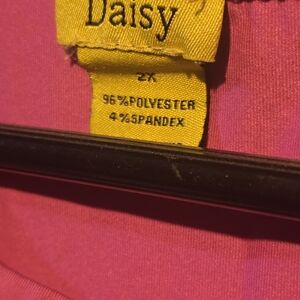 Daisy
2X
96%POLYESTER
4%SPANDEX